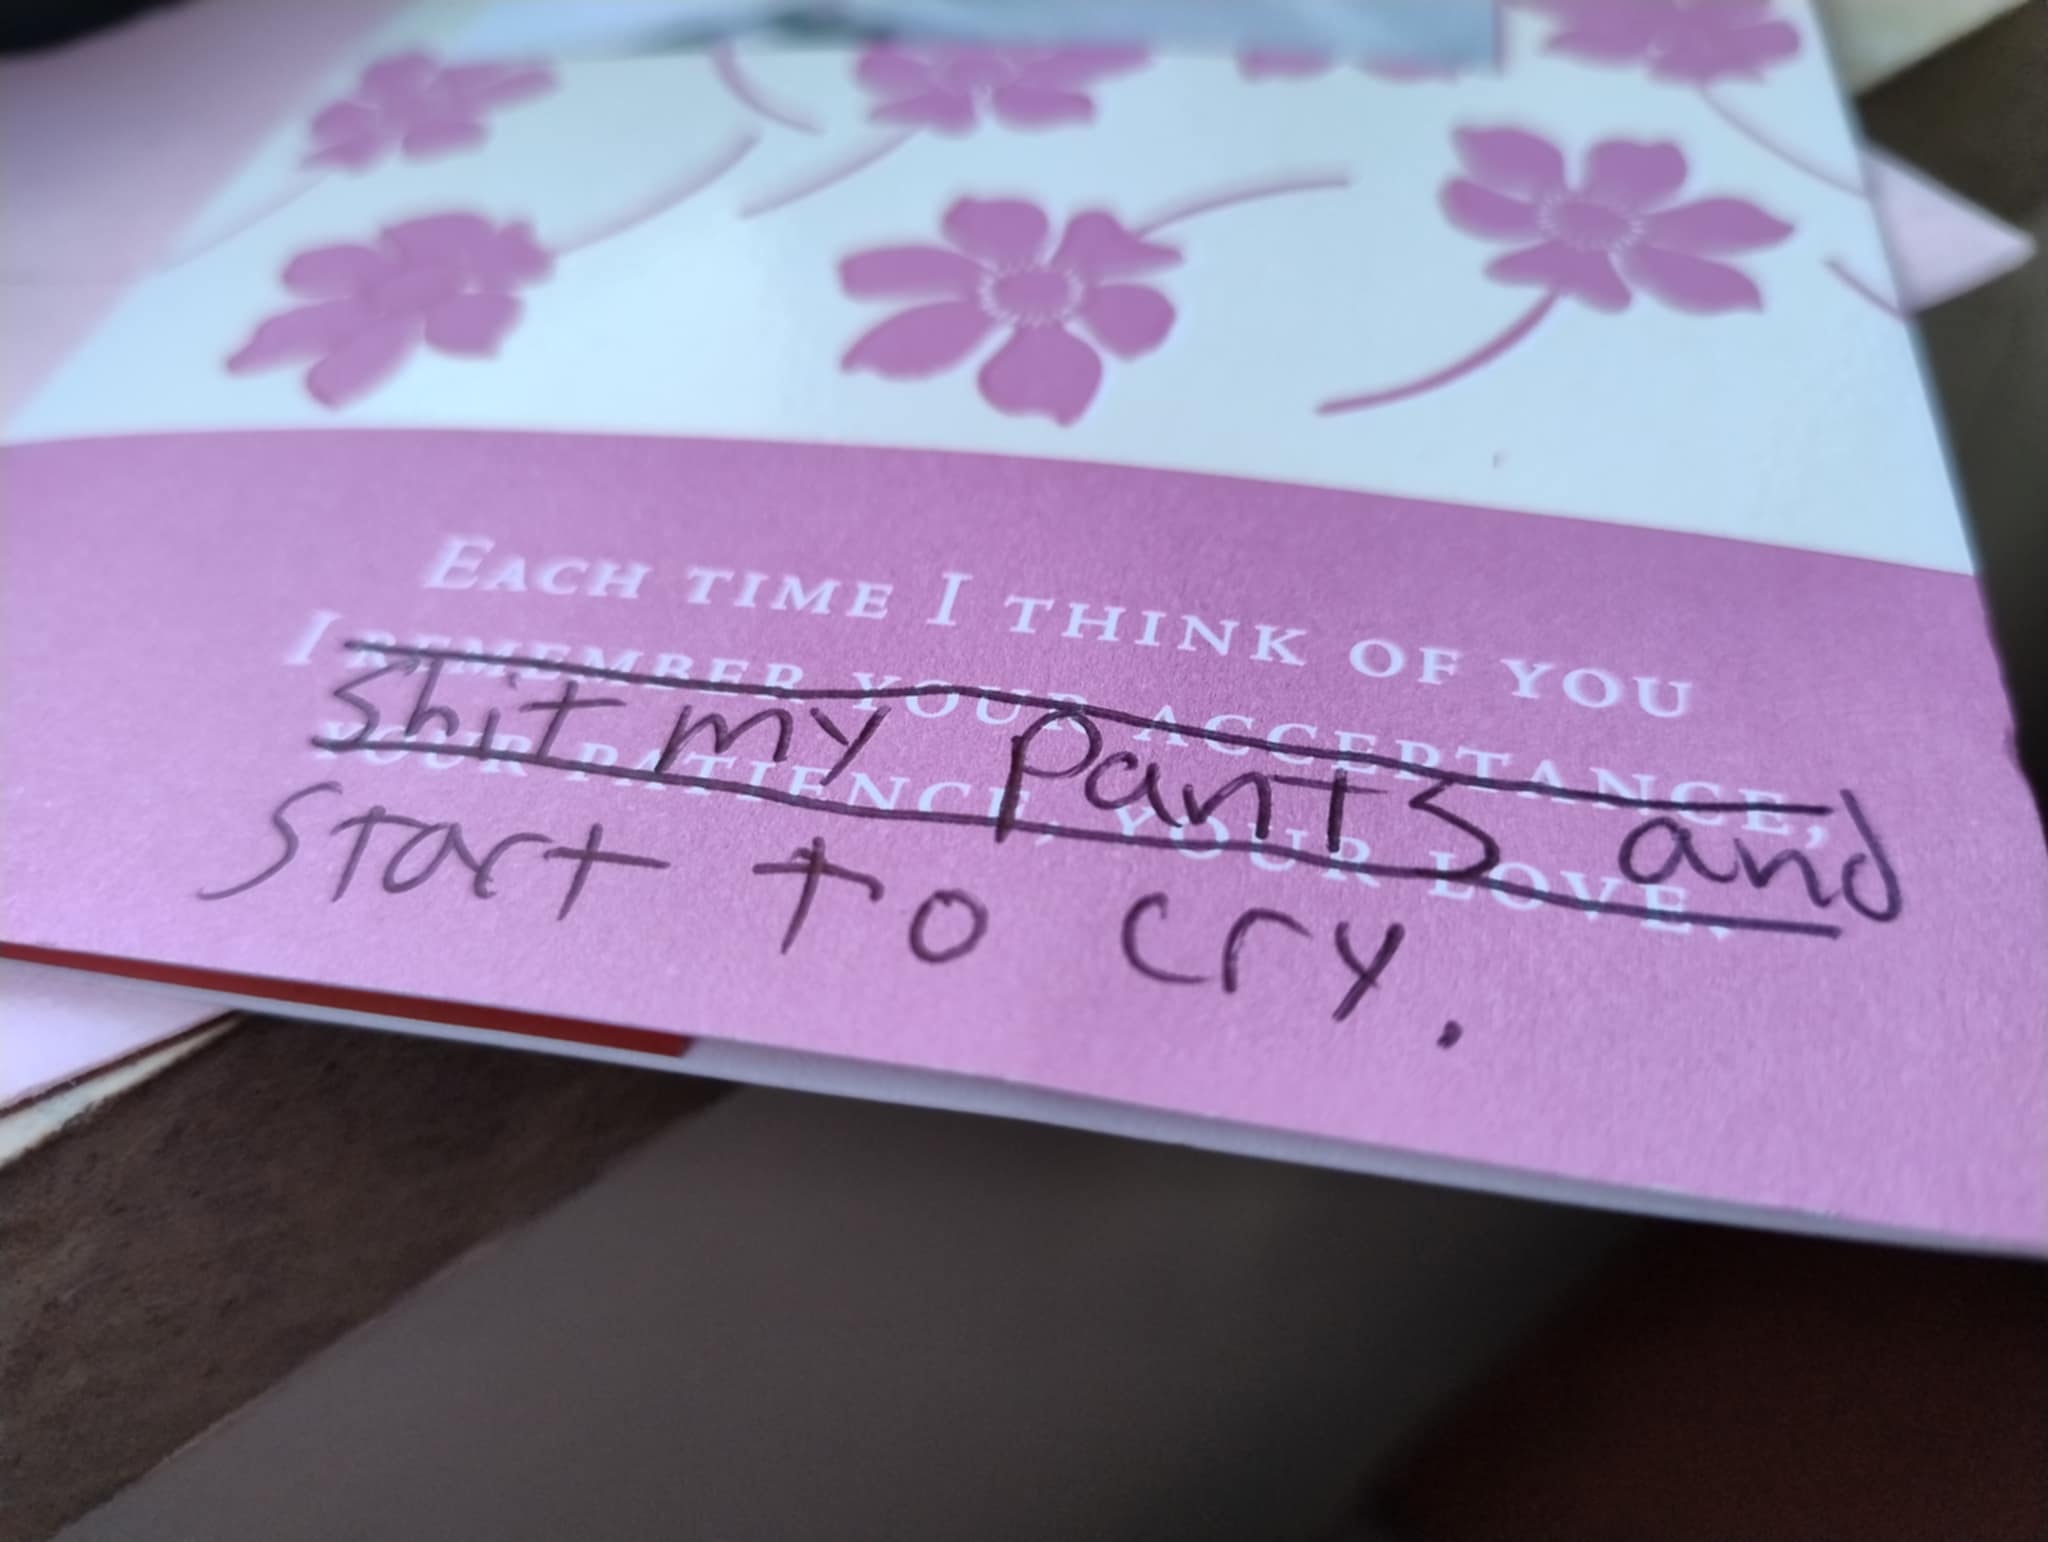 EACH TIME I THINK OF YOU
I REMEMBER YOUR ACCEPTANCE,
Shit my pants and
YOUR PATIENCE, YOUR LOVE.
start to cry.